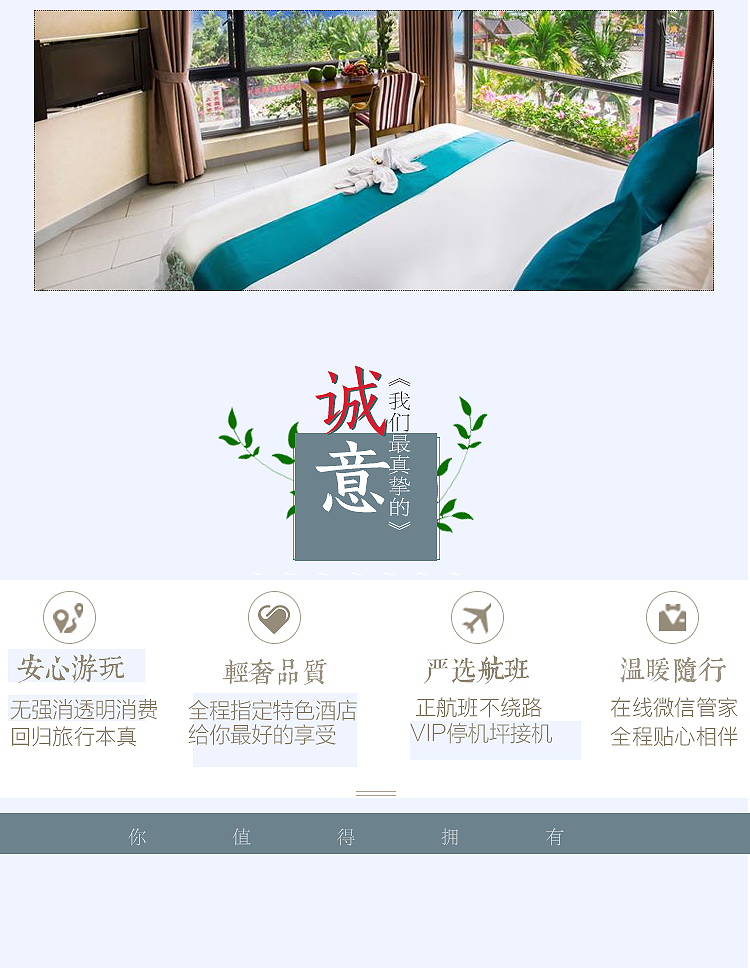 诚意
《我们最真挚的》
安心游玩
无强消透明消费
回归旅行本真
輕奢品質
全程指定特色酒店
给你最好的享受
严选航班
正航班不绕路
VIP停机坪接机
温暖隨行
在线微信管家
全程贴心相伴
你值得拥有